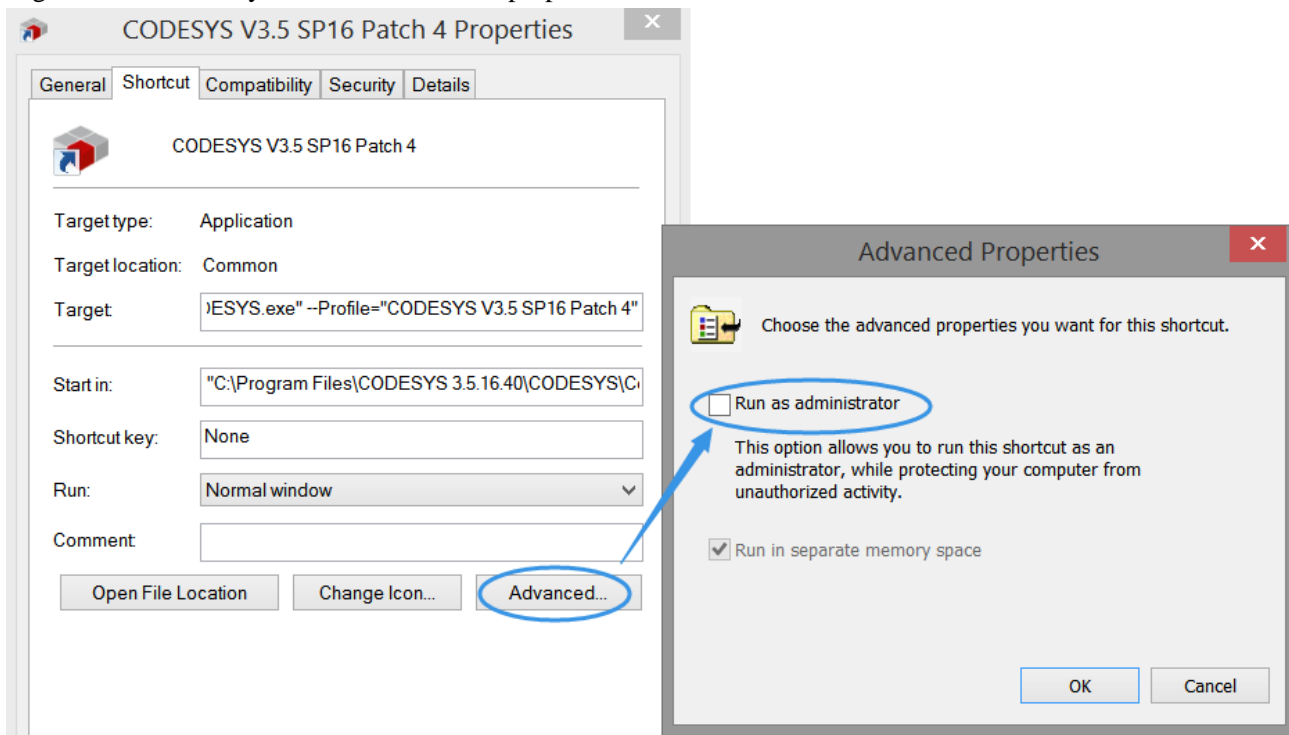 CODESYS V3.5 SP16 Patch 4 Properties
General Shortcut Compatibility Security Details
CODESYS V3.5 SP16 Patch 4
Target type: Application
Target location: Common
Target: )ESYS.exe" --Profile="CODESYS V3.5 SP16 Patch 4"
Start in: "C:\Program Files\CODESYS 3.5.16.40\CODESYS\C
Shortcut key: None
Run: Normal window
Comment:
Open File Location Change Icon... Advanced...
Advanced Properties
Choose the advanced properties you want for this shortcut.
Run as administrator
This option allows you to run this shortcut as an
administrator, while protecting your computer from
unauthorized activity.
Run in separate memory space
OK Cancel